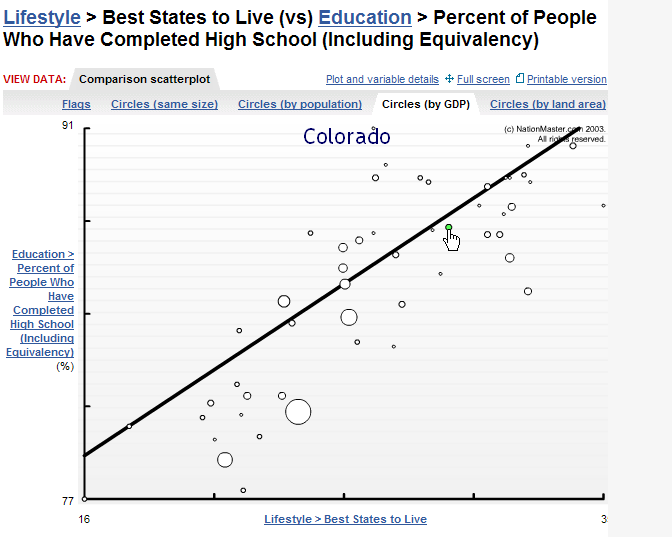 Lifestyle > Best States to Live (vs) Education > Percent of People
Who Have Completed High School (Including Equivalency)
VIEW DATA: Comparison scatterplot Plot and variable details Full screen Printable version
Flags Circles (same size) Circles (by population) Circles (by GDP) Circles (by land area)
91
Colorado
(c) NationMaster.com 2003.
All rights reserved.
Education >
Percent of
People Who
Have
Completed
High School
(Including
Equivalency)
(%)
77
16 Lifestyle > Best States to Live 3